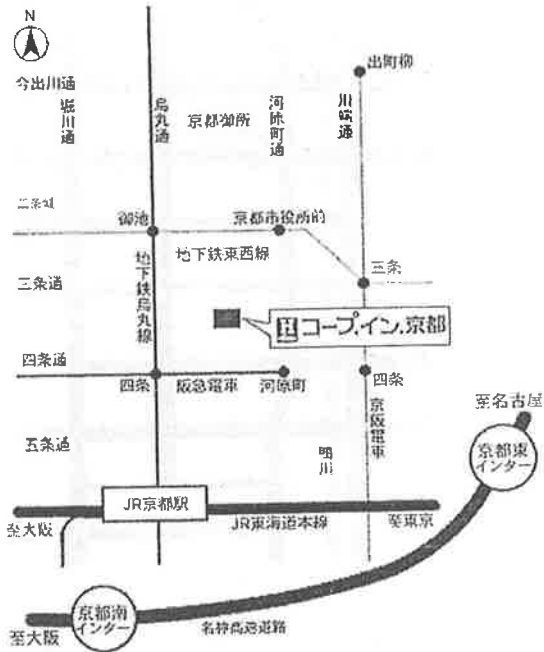 N
出町柳
今出川通
堀川通
烏丸通
京都御所
河原町通
川端通
二条城
御池
京都市役所前
地下鉄東西線
三条
三条通
地下鉄烏丸線
コープ.イン.京都
四条通
四条
阪急電車
河原町
四条
京阪電車
至名古屋
京都東
インター
五条通
鴨川
JR京都駅
至大阪
JR東海道本線
至東京
京都南
インター
至大阪
名神高速道路